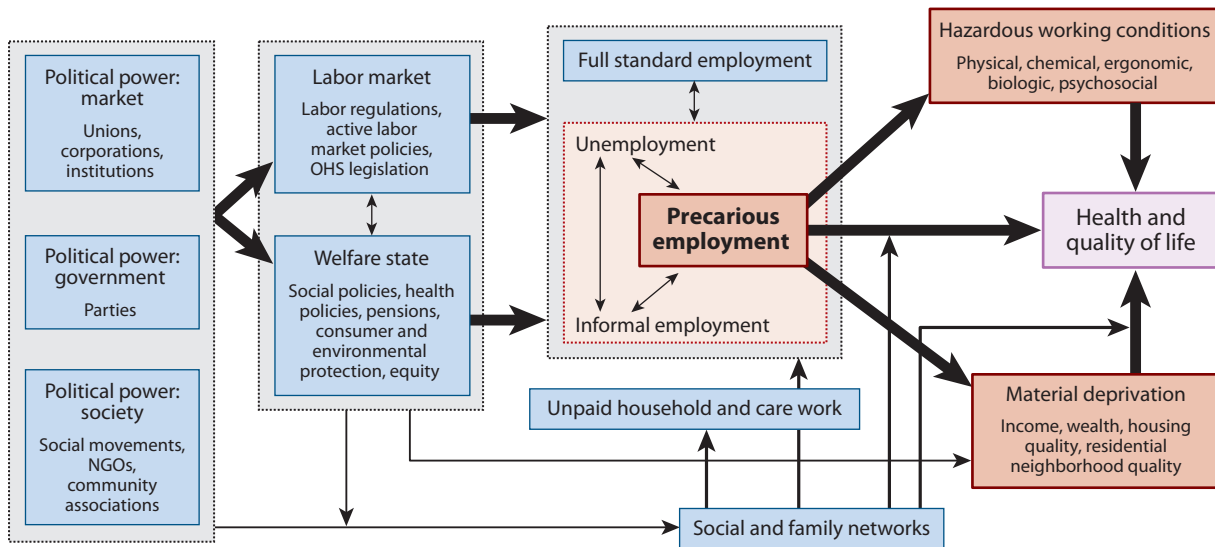 Political power:
market
Unions,
corporations,
institutions
Political power:
government
Parties
Political power:
society
Social movements,
NGOs,
community
associations
Labor market
Labor regulations,
active labor
market policies,
OHS legislation
Welfare state
Social policies, health
policies, pensions,
consumer and
environmental
protection, equity
Full standard employment
Unemployment
Precarious
employment
Informal employment
Unpaid household and care work
Social and family networks
Hazardous working conditions
Physical, chemical, ergonomic,
biologic, psychosocial
Health and
quality of life
Material deprivation
Income, wealth, housing
quality, residential
neighborhood quality